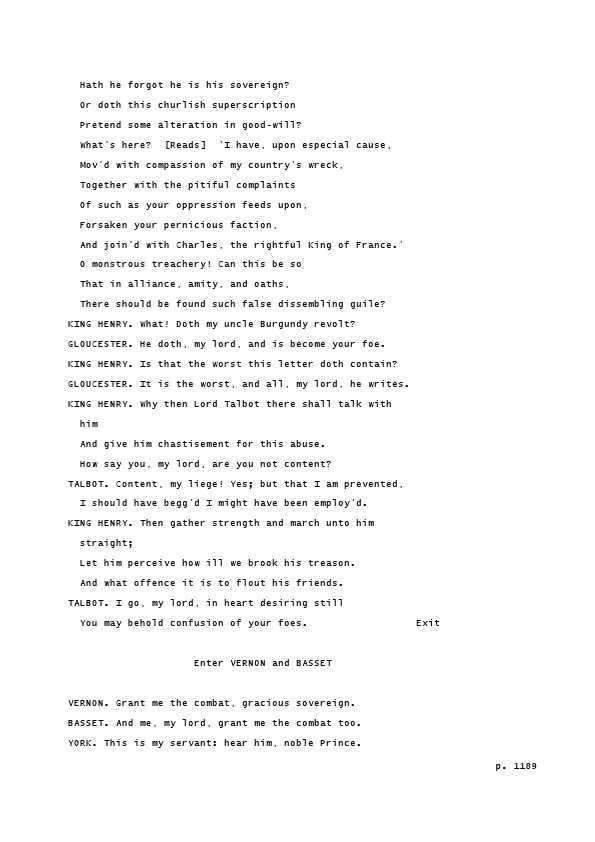 Hath he forgot he is his sovereign?
Or doth this churlish superscription
Pretend some alteration in good-will?
What's here?  [Reads]  'I have, upon especial cause,
Mov'd with compassion of my country's wreck,
Together with the pitiful complaints
Of such as your oppression feeds upon,
Forsaken your pernicious faction,
And join'd with Charles, the rightful King of France.'
O monstrous treachery! Can this be so
That in alliance, amity, and oaths,
There should be found such false dissembling guile?
KING HENRY. What! Doth my uncle Burgundy revolt?
GLOUCESTER. He doth, my lord, and is become your foe.
KING HENRY. Is that the worst this letter doth contain?
GLOUCESTER. It is the worst, and all, my lord, he writes.
KING HENRY. Why then Lord Talbot there shall talk with
him
And give him chastisement for this abuse.
How say you, my lord, are you not content?
TALBOT. Content, my liege! Yes; but that I am prevented,
I should have begg'd I might have been employ'd.
KING HENRY. Then gather strength and march unto him
straight;
Let him perceive how ill we brook his treason.
And what offence it is to flout his friends.
TALBOT. I go, my lord, in heart desiring still
You may behold confusion of your foes.                  Exit
Enter VERNON and BASSET
VERNON. Grant me the combat, gracious sovereign.
BASSET. And me, my lord, grant me the combat too.
YORK. This is my servant: hear him, noble Prince.
p. 1189